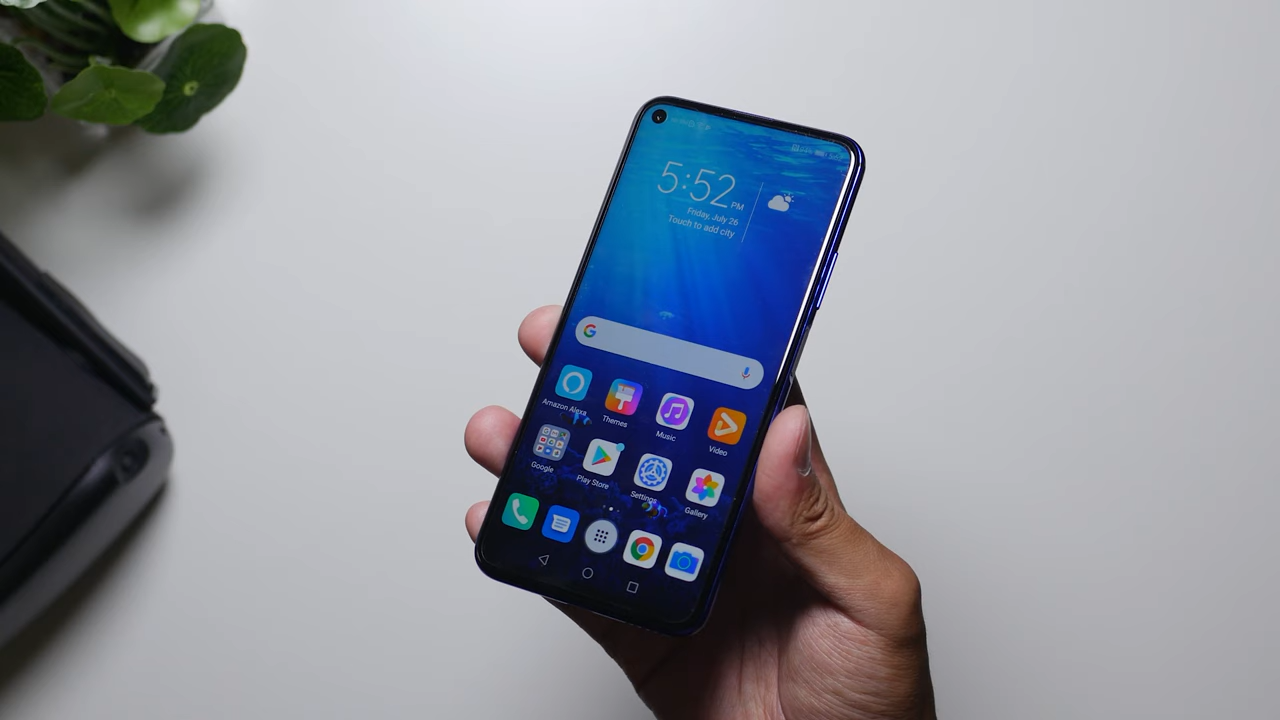 5:52 PM
Friday, July 26
Touch to add city
Amazon Alexa
Themes
Music
Video
Google
Play Store
Settings
Gallery